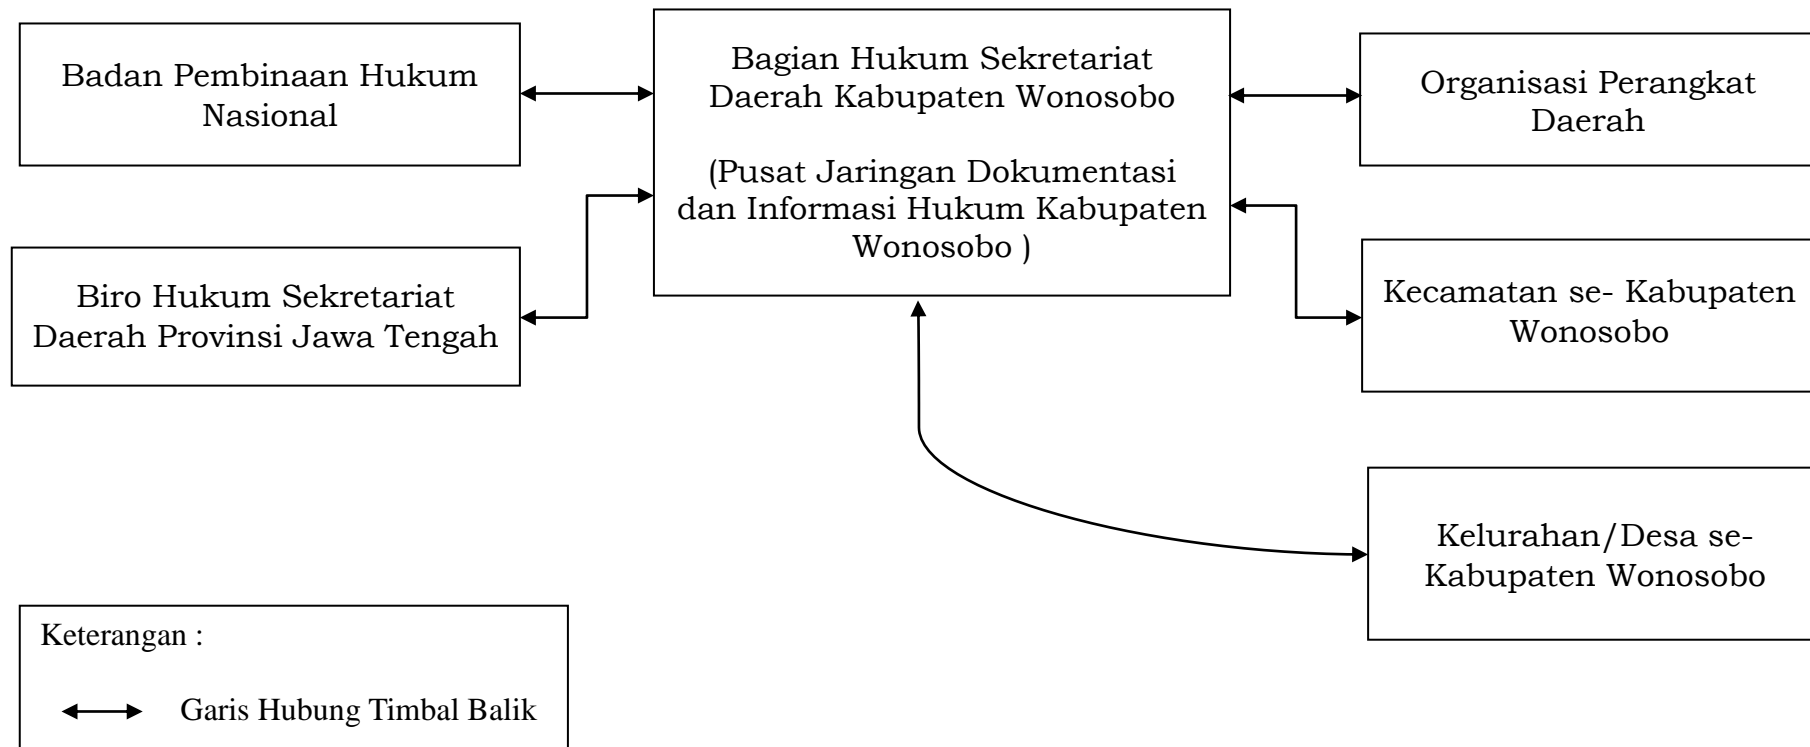 Badan Pembinaan Hukum
Nasional
Bagian Hukum Sekretariat
Daerah Kabupaten Wonosobo
(Pusat Jaringan Dokumentasi
dan Informasi Hukum Kabupaten
Wonosobo )
Organisasi Perangkat
Daerah
Biro Hukum Sekretariat
Daerah Provinsi Jawa Tengah
Kecamatan se- Kabupaten
Wonosobo
Kelurahan/Desa se-
Kabupaten Wonosobo
Keterangan :
Garis Hubung Timbal Balik